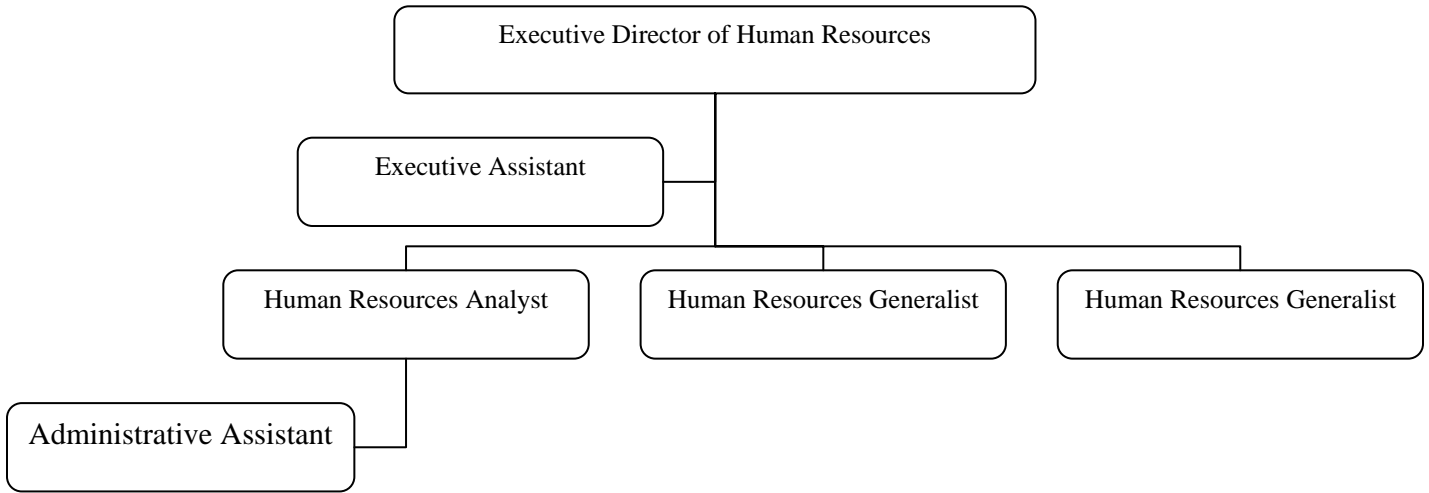 Executive Director of Human Resources
Executive Assistant
Human Resources Analyst
Human Resources Generalist
Human Resources Generalist
Administrative Assistant